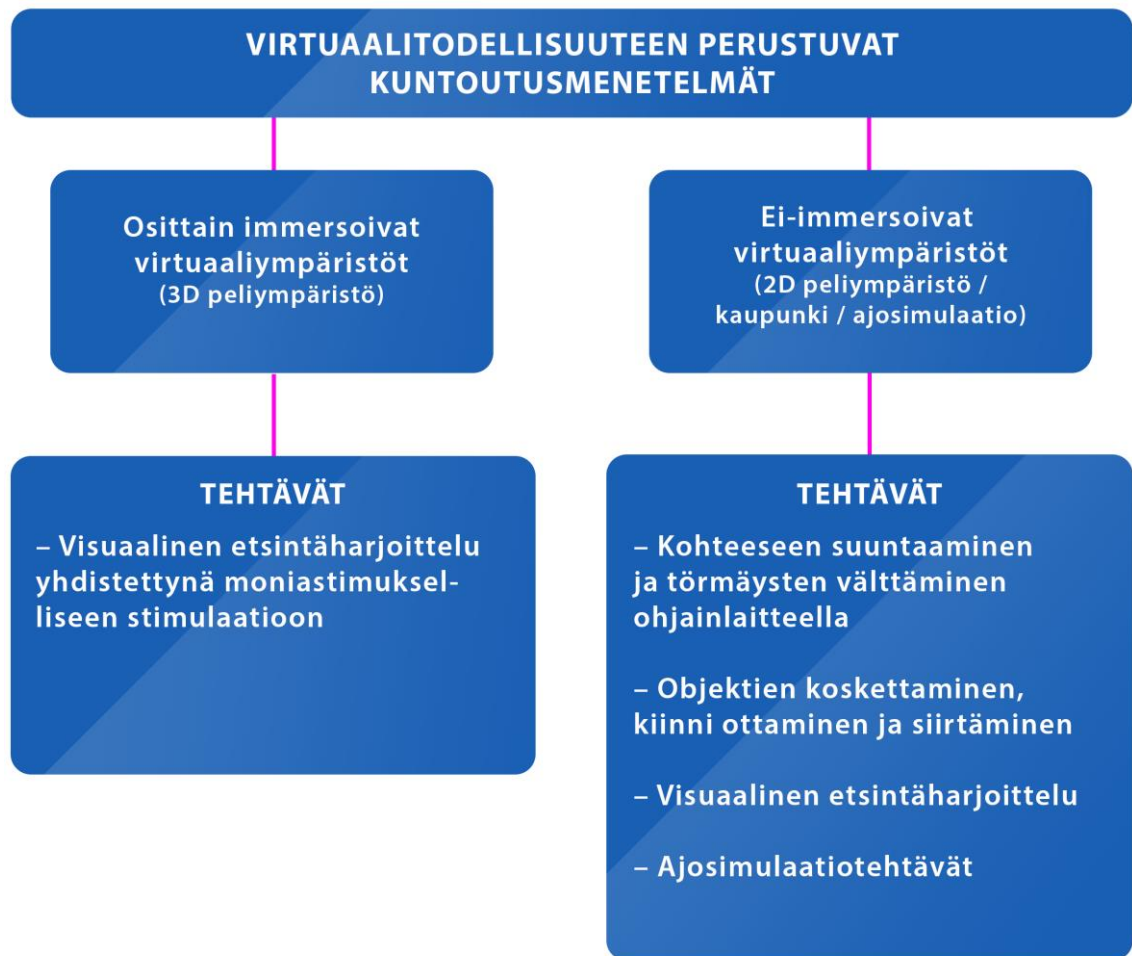 VIRTUAALITODELLISUUTEEN PERUSTUVAT
KUNTOUTUSMENETELMÄT
Osittain immersoivat
virtuaaliympäristöt
(3D peliympäristö)
Ei-immersoivat
virtuaaliympäristöt
(2D peliympäristö /
kaupunki / ajosimulaatio)
TEHTÄVÄT
– Visuaalinen etsintäharjoittelu
yhdistettynä moniastimuksel-
liseen stimulaatioon
TEHTÄVÄT
– Kohteeseen suuntaaminen
ja törmäysten välttäminen
ohjainlaitteella
– Objektien koskettaminen,
kiinni ottaminen ja siirtäminen
– Visuaalinen etsintäharjoittelu
– Ajosimulaatiotehtävät